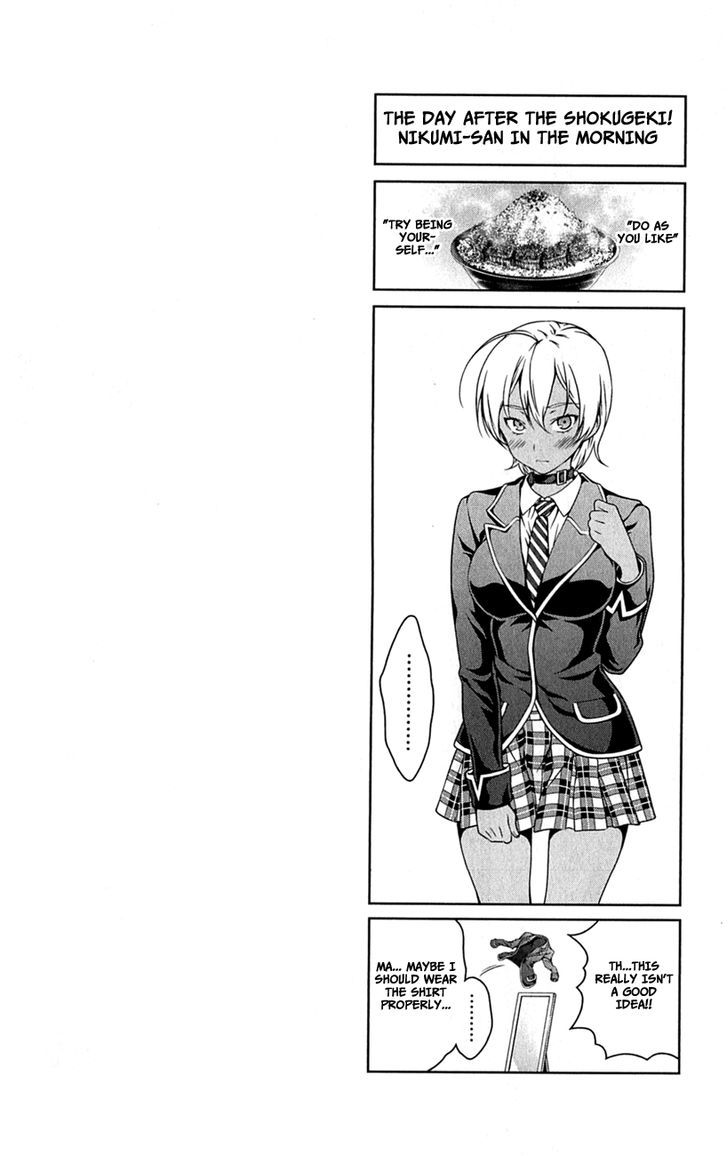 THE DAY AFTER THE SHOKUGEKI!
NIKUMI-SAN IN THE MORNING
"DO AS
YOU LIKE"
"TRY BEING
YOUR-
SELF..."
..........
TH...THIS
REALLY ISN'T
A GOOD
IDEA!!
MA... MAYBE I
SHOULD WEAR
THE SHIRT
PROPERLY...
.......